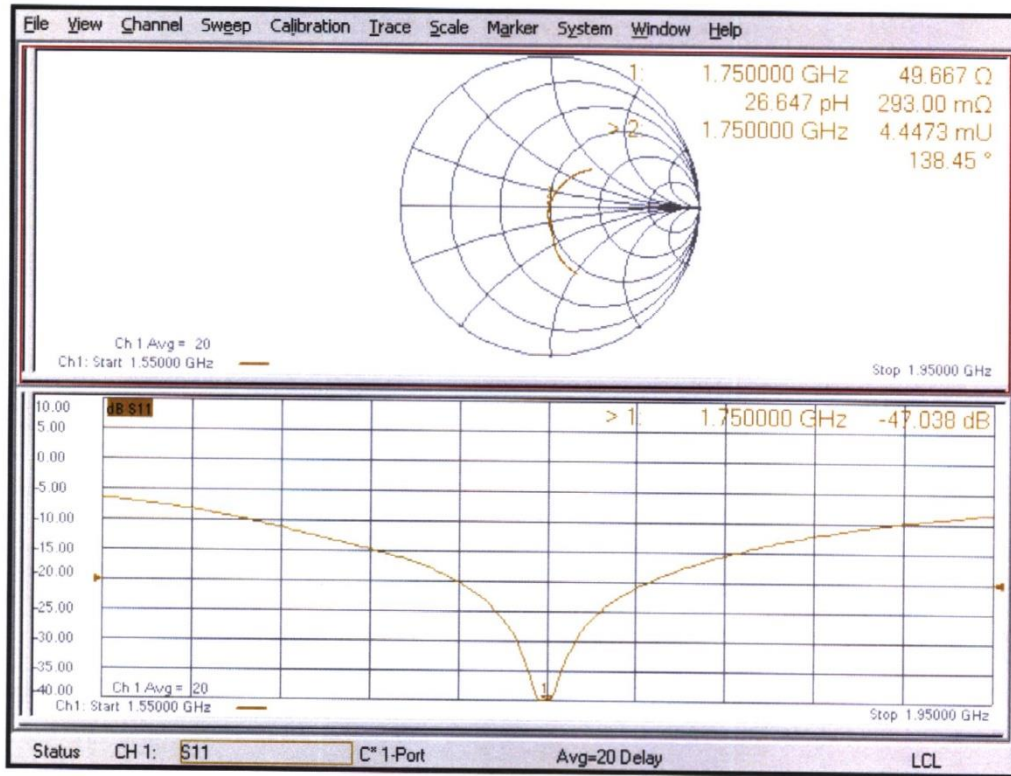 File View Channel Sweep Calibration Trace Scale Marker System Window Help
1: 1.750000 GHz 49.667 Ω
26.647 pH 293.00 mΩ
> 2: 1.750000 GHz 4.4473 mU
138.45 °
Ch 1 Avg = 20
Ch1: Start 1.55000 GHz
Stop 1.95000 GHz
10.00 dB S11 > 1: 1.750000 GHz -47.038 dB
5.00
0.00
-5.00
-10.00
-15.00
-20.00
-25.00
-30.00
-35.00
-40.00
1
Ch 1 Avg = 20
Ch1: Start 1.55000 GHz
Stop 1.95000 GHz
Status CH 1: S11 C* 1-Port Avg=20 Delay LCL